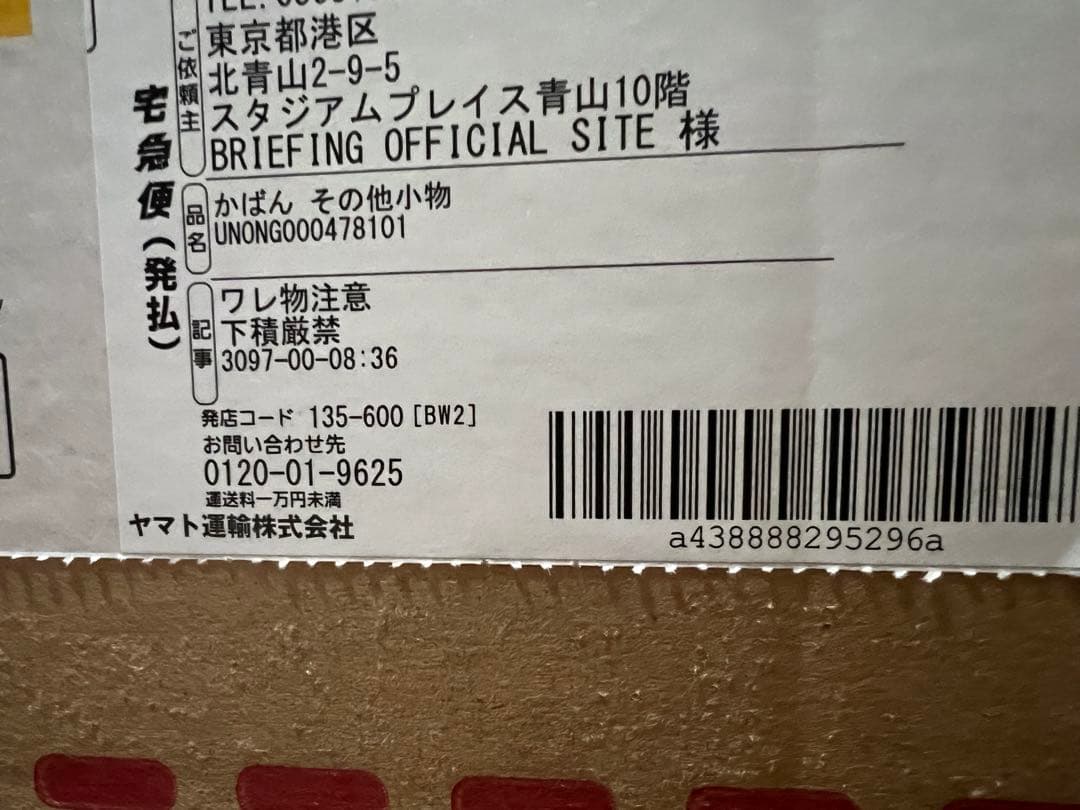 TEL.
ご依頼主
東京都港区
北青山2-9-5
スタジアムプレイス青山10階
BRIEFING OFFICIAL SITE 様
宅急便(発払)
品名
かばん その他小物
UNONG000478101
記事
ワレ物注意
下積厳禁
3097-00-08:36
発店コード 135-600 [BW2]
お問い合わせ先
0120-01-9625
運送料一万円未満
ヤマト運輸株式会社
a438888295296a